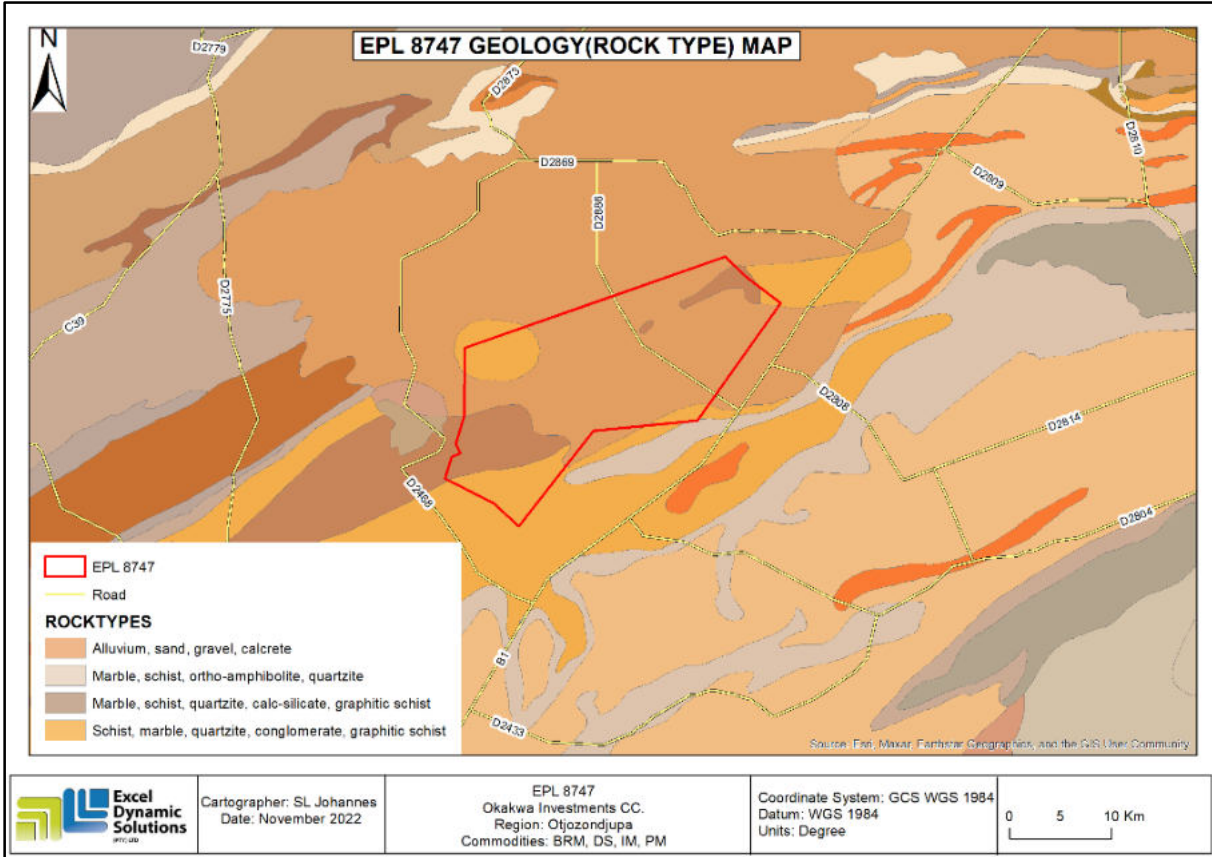 EPL 8747 GEOLOGY(ROCK TYPE) MAP
N
D2779
D2873
D2869
D2888
D2810
D2809
C39
D2775
D2808
D2814
D2468
D2804
B1
D2433
EPL 8747
Road
ROCKTYPES
Alluvium, sand, gravel, calcrete
Marble, schist, ortho-amphibolite, quartzite
Marble, schist, quartzite, calc-silicate, graphitic schist
Schist, marble, quartzite, conglomerate, graphitic schist
Source: Esri, Maxar, Earthstar Geographics, and the GIS User Community
Excel
Dynamic
Solutions
(PTY) LTD
Cartographer: SL Johannes
Date: November 2022
EPL 8747
Okakwa Investments CC.
Region: Otjozondjupa
Commodities: BRM, DS, IM, PM
Coordinate System: GCS WGS 1984
Datum: WGS 1984
Units: Degree
0 5 10 Km